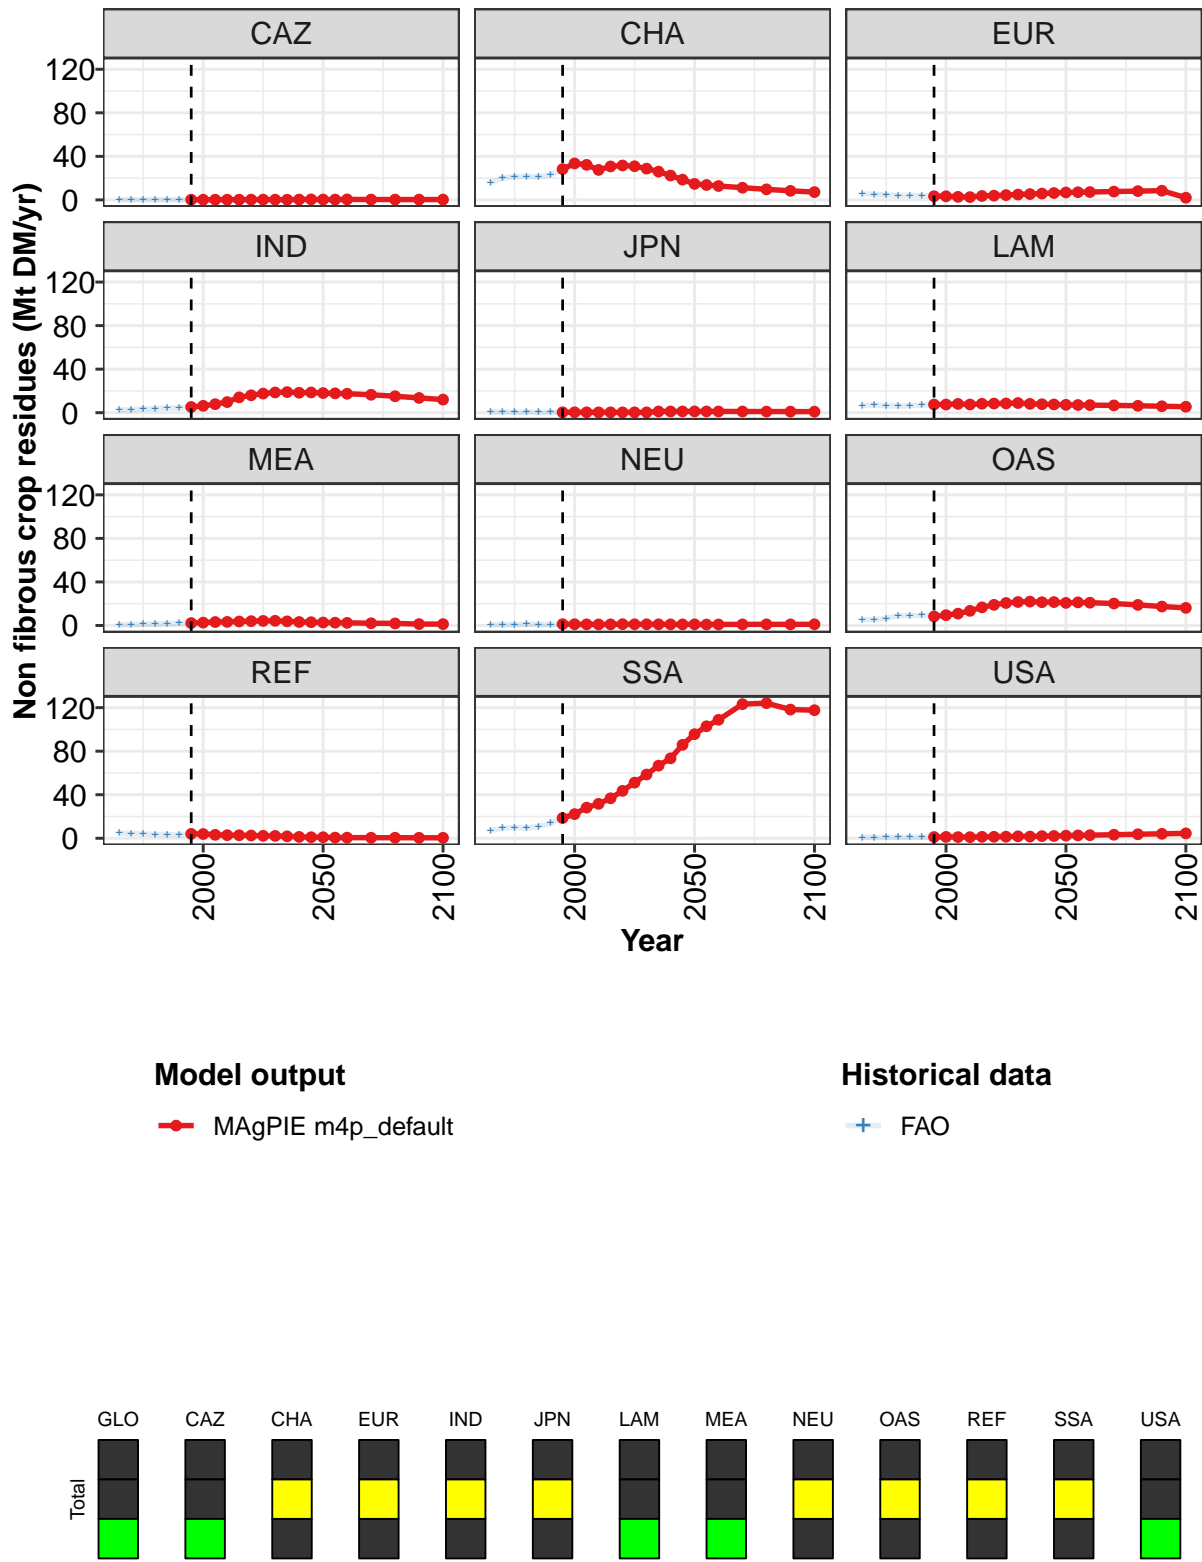 CAZ CHA EUR
120
80
40
0
IND JPN LAM
120
80
40
0
MEA NEU OAS
120
80
40
0
REF SSA USA
120
80
40
0
Non fibrous crop residues (Mt DM/yr)
2000 2050 2100 2000 2050 2100 2000 2050 2100
Year
Model output Historical data
MAgPIE m4p_default FAO
GLO CAZ CHA EUR IND JPN LAM MEA NEU OAS REF SSA USA
Total